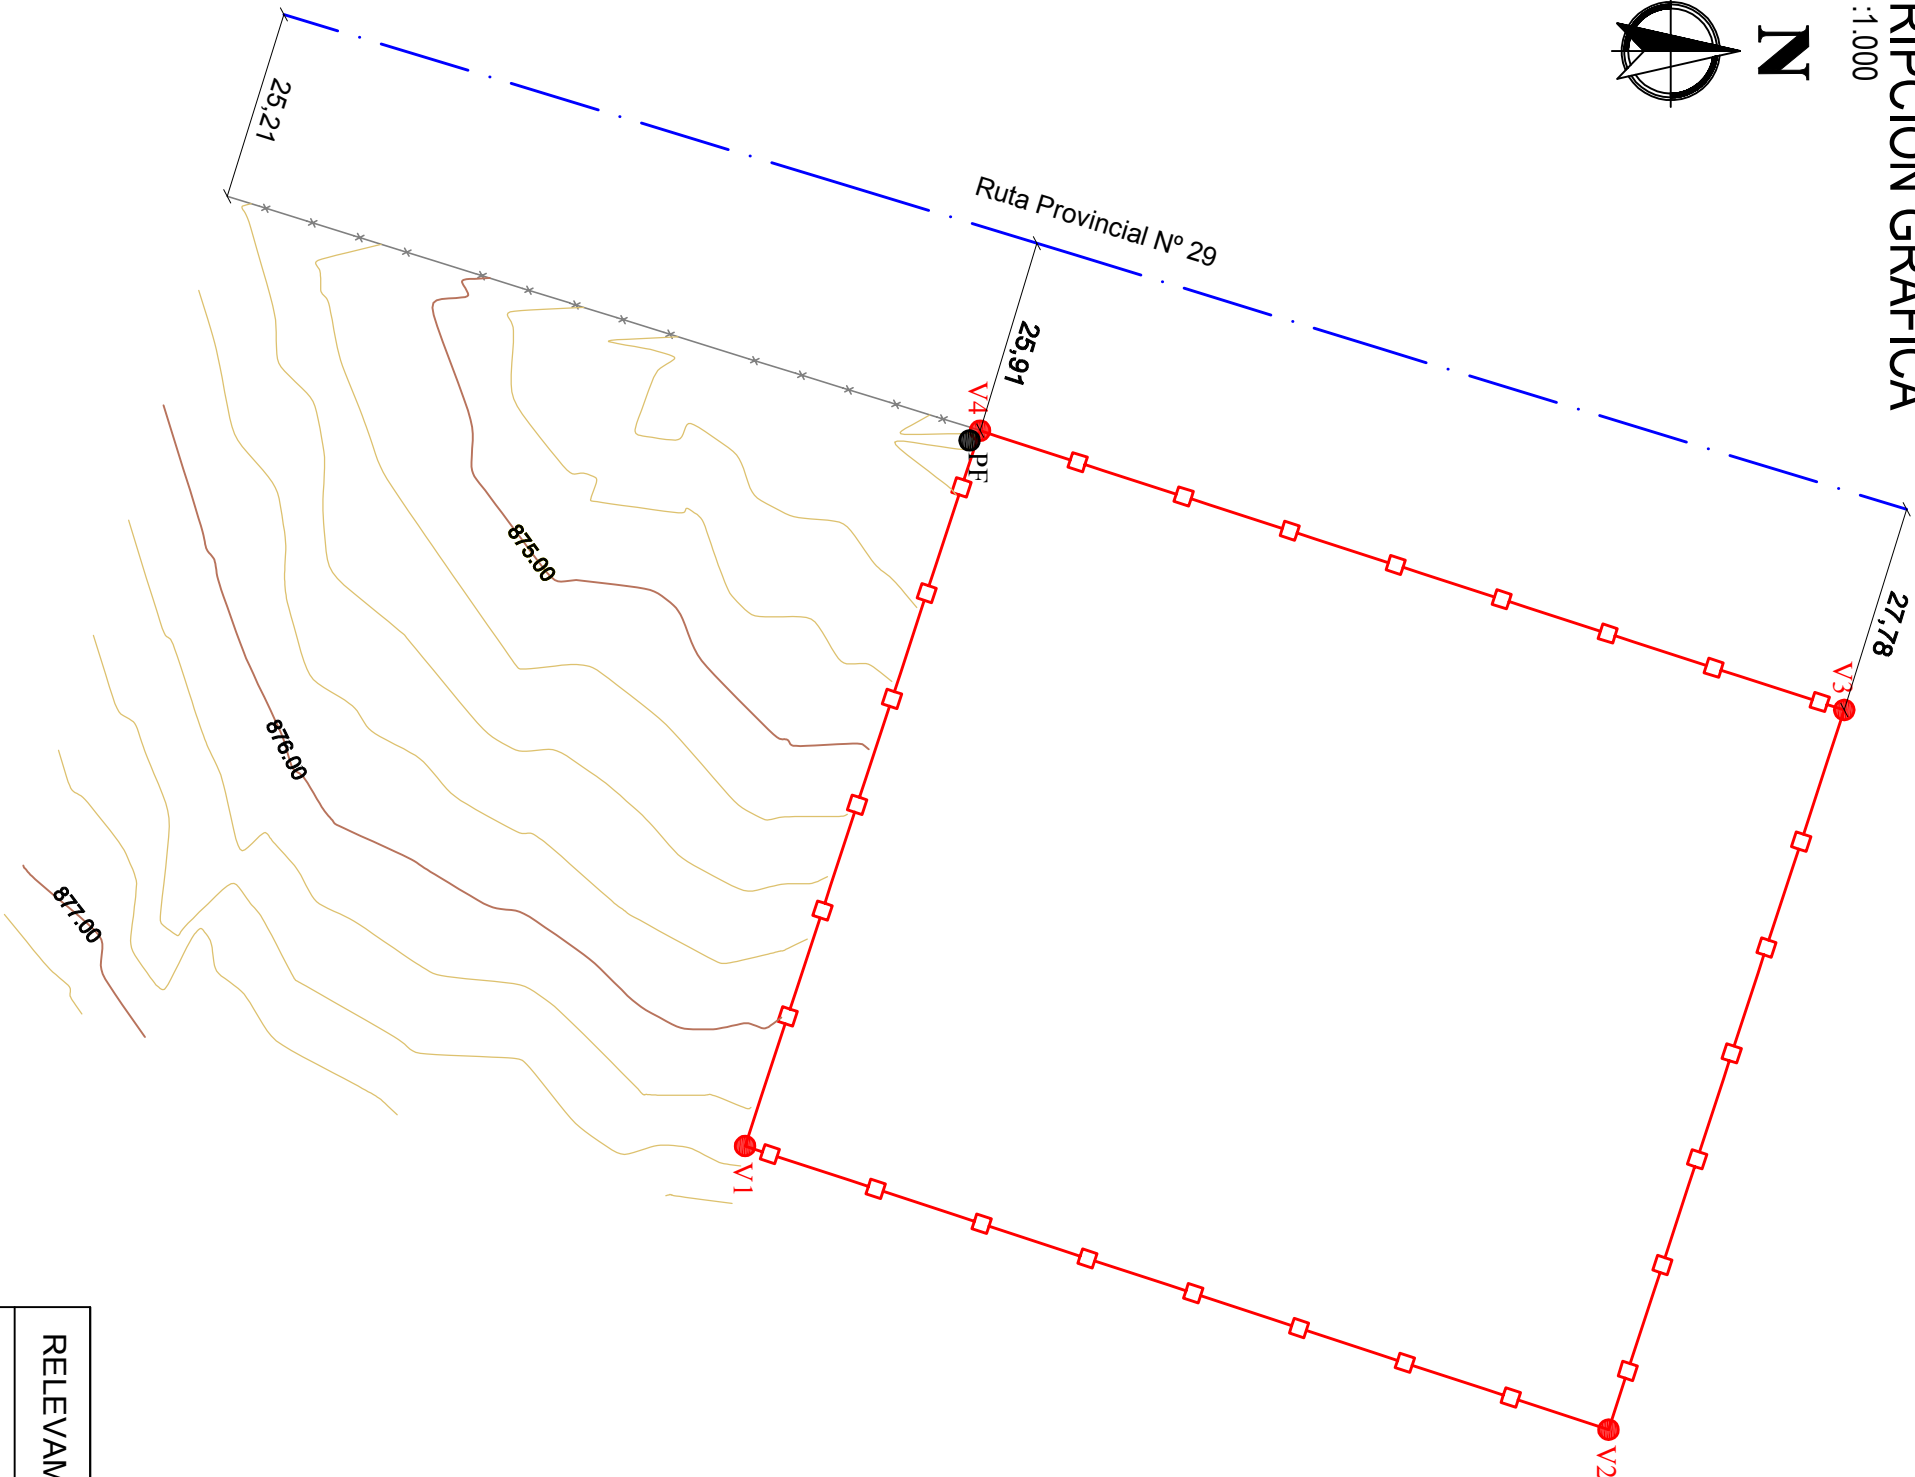 RIPCION GRAFICA
:1.000
N
Ruta Provincial Nº 29
25,21
25,91
27,78
V4
PF
V3
875.00
876.00
877.00
V1
V2
RELEVAM